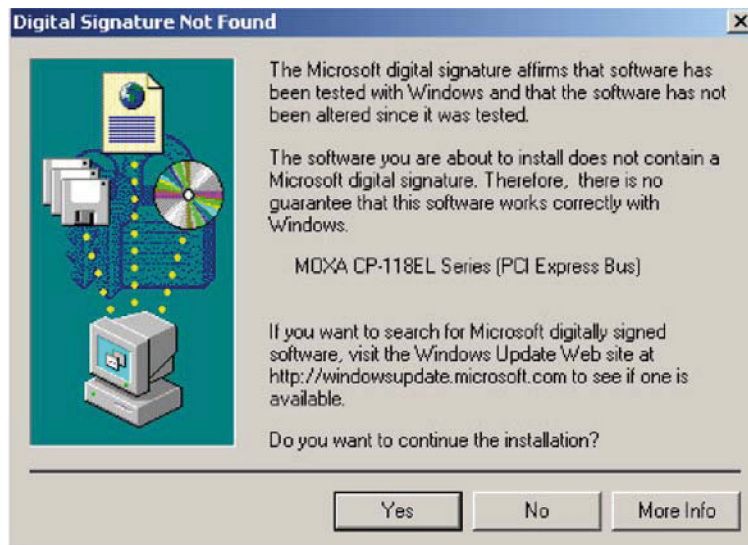 Digital Signature Not Found
The Microsoft digital signature affirms that software has
been tested with Windows and that the software has not
been altered since it was tested.
The software you are about to install does not contain a
Microsoft digital signature. Therefore, there is no
guarantee that this software works correctly with
Windows.
MOXA CP-118EL Series (PCI Express Bus)
If you want to search for Microsoft digitally signed
software, visit the Windows Update Web site at
http://windowsupdate.microsoft.com to see if one is
available.
Do you want to continue the installation?
Yes No More Info